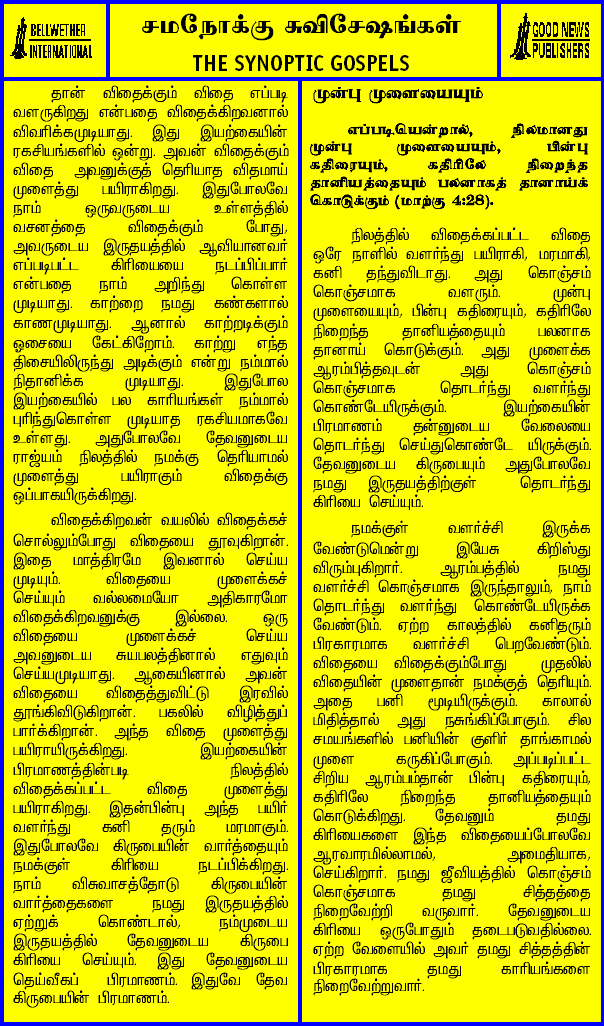 BELLWETHER
INTERNATIONAL
சமநோக்கு சுவிசேஷங்கள்
THE SYNOPTIC GOSPELS
GOOD NEWS
PUBLISHERS
தான் விதைக்கும் விதை எப்படி
வளருகிறது என்பதை விதைக்கிறவனால்
விவரிக்கமுடியாது. இது இயற்கையின்
ரகசியங்களில் ஒன்று. அவன் விதைக்கும்
விதை அவனுக்குத் தெரியாத விதமாய்
முளைத்து பயிராகிறது. இதுபோலவே
நாம் ஒருவருடைய உள்ளத்தில்
வசனத்தை விதைக்கும் போது,
அவருடைய இருதயத்தில் ஆவியானவர்
எப்படிபட்ட கிரியையை நடப்பிப்பார்
என்பதை நாம் அறிந்து கொள்ள
முடியாது. காற்றை நமது கண்களால்
காணமுடியாது. ஆனால் காற்றடிக்கும்
ஓசையை கேட்கிறோம். காற்று எந்த
திசையிலிருந்து அடிக்கும் என்று நம்மால்
நிதானிக்க முடியாது. இதுபோல
இயற்கையில் பல காரியங்கள் நம்மால்
புரிந்துகொள்ள முடியாத ரகசியமாகவே
உள்ளது. அதுபோலவே தேவனுடைய
ராஜ்யம் நிலத்தில் நமக்கு தெரியாமல்
முளைத்து பயிராகும் விதைக்கு
ஒப்பாகயிருக்கிறது.
விதைக்கிறவன் வயலில் விதைக்கச்
சொல்லும்போது விதையை தூவுகிறான்.
இதை மாத்திரமே இவனால் செய்ய
முடியும். விதையை முளைக்கச்
செய்யும் வல்லமையோ அதிகாரமோ
விதைக்கிறவனுக்கு இல்லை. ஒரு
விதையை முளைக்கச் செய்ய
அவனுடைய சுயபலத்தினால் எதுவும்
செய்யமுடியாது. ஆகையினால் அவன்
விதையை விதைத்துவிட்டு இரவில்
தூங்கிவிடுகிறான். பகலில் விழித்துப்
பார்க்கிறான். அந்த விதை முளைத்து
பயிராயிருக்கிறது. இயற்கையின்
பிரமாணத்தின்படி நிலத்தில்
விதைக்கப்பட்ட விதை முளைத்து
பயிராகிறது. இதன்பின்பு அந்த பயிர்
வளர்ந்து கனி தரும் மரமாகும்.
இதுபோலவே கிருபையின் வார்த்தையும்
நமக்குள் கிரியை நடப்பிக்கிறது.
நாம் விசுவாசத்தோடு கிருபையின்
வார்த்தைகளை நமது இருதயத்தில்
ஏற்றுக் கொண்டால், நம்முடைய
இருதயத்தில் தேவனுடைய கிருபை
கிரியை செய்யும். இது தேவனுடைய
தெய்வீகப் பிரமாணம். இதுவே தேவ
கிருபையின் பிரமாணம்.
முன்பு முளையையும்
எப்படியென்றால், நிலமானது
முன்பு முளையையும், பின்பு
கதிரையும், கதிரிலே நிறைந்த
தானியத்தையும் பலனாகத் தானாய்க்
கொடுக்கும் (மாற்கு 4:28).
நிலத்தில் விதைக்கப்பட்ட விதை
ஒரே நாளில் வளர்ந்து பயிராகி, மரமாகி,
கனி தந்துவிடாது. அது கொஞ்சம்
கொஞ்சமாக வளரும். முன்பு
முளையையும், பின்பு கதிரையும், கதிரிலே
நிறைந்த தானியத்தையும் பலனாக
தானாய் கொடுக்கும். அது முளைக்க
ஆரம்பித்தவுடன் அது கொஞ்சம்
கொஞ்சமாக தொடர்ந்து வளர்ந்து
கொண்டேயிருக்கும். இயற்கையின்
பிரமாணம் தன்னுடைய வேலையை
தொடர்ந்து செய்துகொண்டே யிருக்கும்.
தேவனுடைய கிருபையும் அதுபோலவே
நமது இருதயத்திற்குள் தொடர்ந்து
கிரியை செய்யும்.
நமக்குள் வளர்ச்சி இருக்க
வேண்டுமென்று இயேசு கிறிஸ்து
விரும்புகிறார். ஆரம்பத்தில் நமது
வளர்ச்சி கொஞ்சமாக இருந்தாலும், நாம்
தொடர்ந்து வளர்ந்து கொண்டேயிருக்க
வேண்டும். ஏற்ற காலத்தில் கனிதரும்
பிரகாரமாக வளர்ச்சி பெறவேண்டும்.
விதையை விதைக்கும்போது முதலில்
விதையின் முளைதான் நமக்குத் தெரியும்.
அதை பனி மூடியிருக்கும். காலால்
மிதித்தால் அது நசுங்கிப்போகும். சில
சமயங்களில் பனியின் குளிர் தாங்காமல்
முளை கருகிப்போகும். அப்படிப்பட்ட
சிறிய ஆரம்பம்தான் பின்பு கதிரையும்,
கதிரிலே நிறைந்த தானியத்தையும்
கொடுக்கிறது. தேவனும் தமது
கிரியைகளை இந்த விதையைப்போலவே
ஆரவாரமில்லாமல், அமைதியாக,
செய்கிறார். நமது ஜீவியத்தில் கொஞ்சம்
கொஞ்சமாக தமது சித்தத்தை
நிறைவேற்றி வருவார். தேவனுடைய
கிரியை ஒருபோதும் தடைபடுவதில்லை.
ஏற்ற வேளையில் அவர் தமது சித்தத்தின்
பிரகாரமாக தமது காரியங்களை
நிறைவேற்றுவார்.